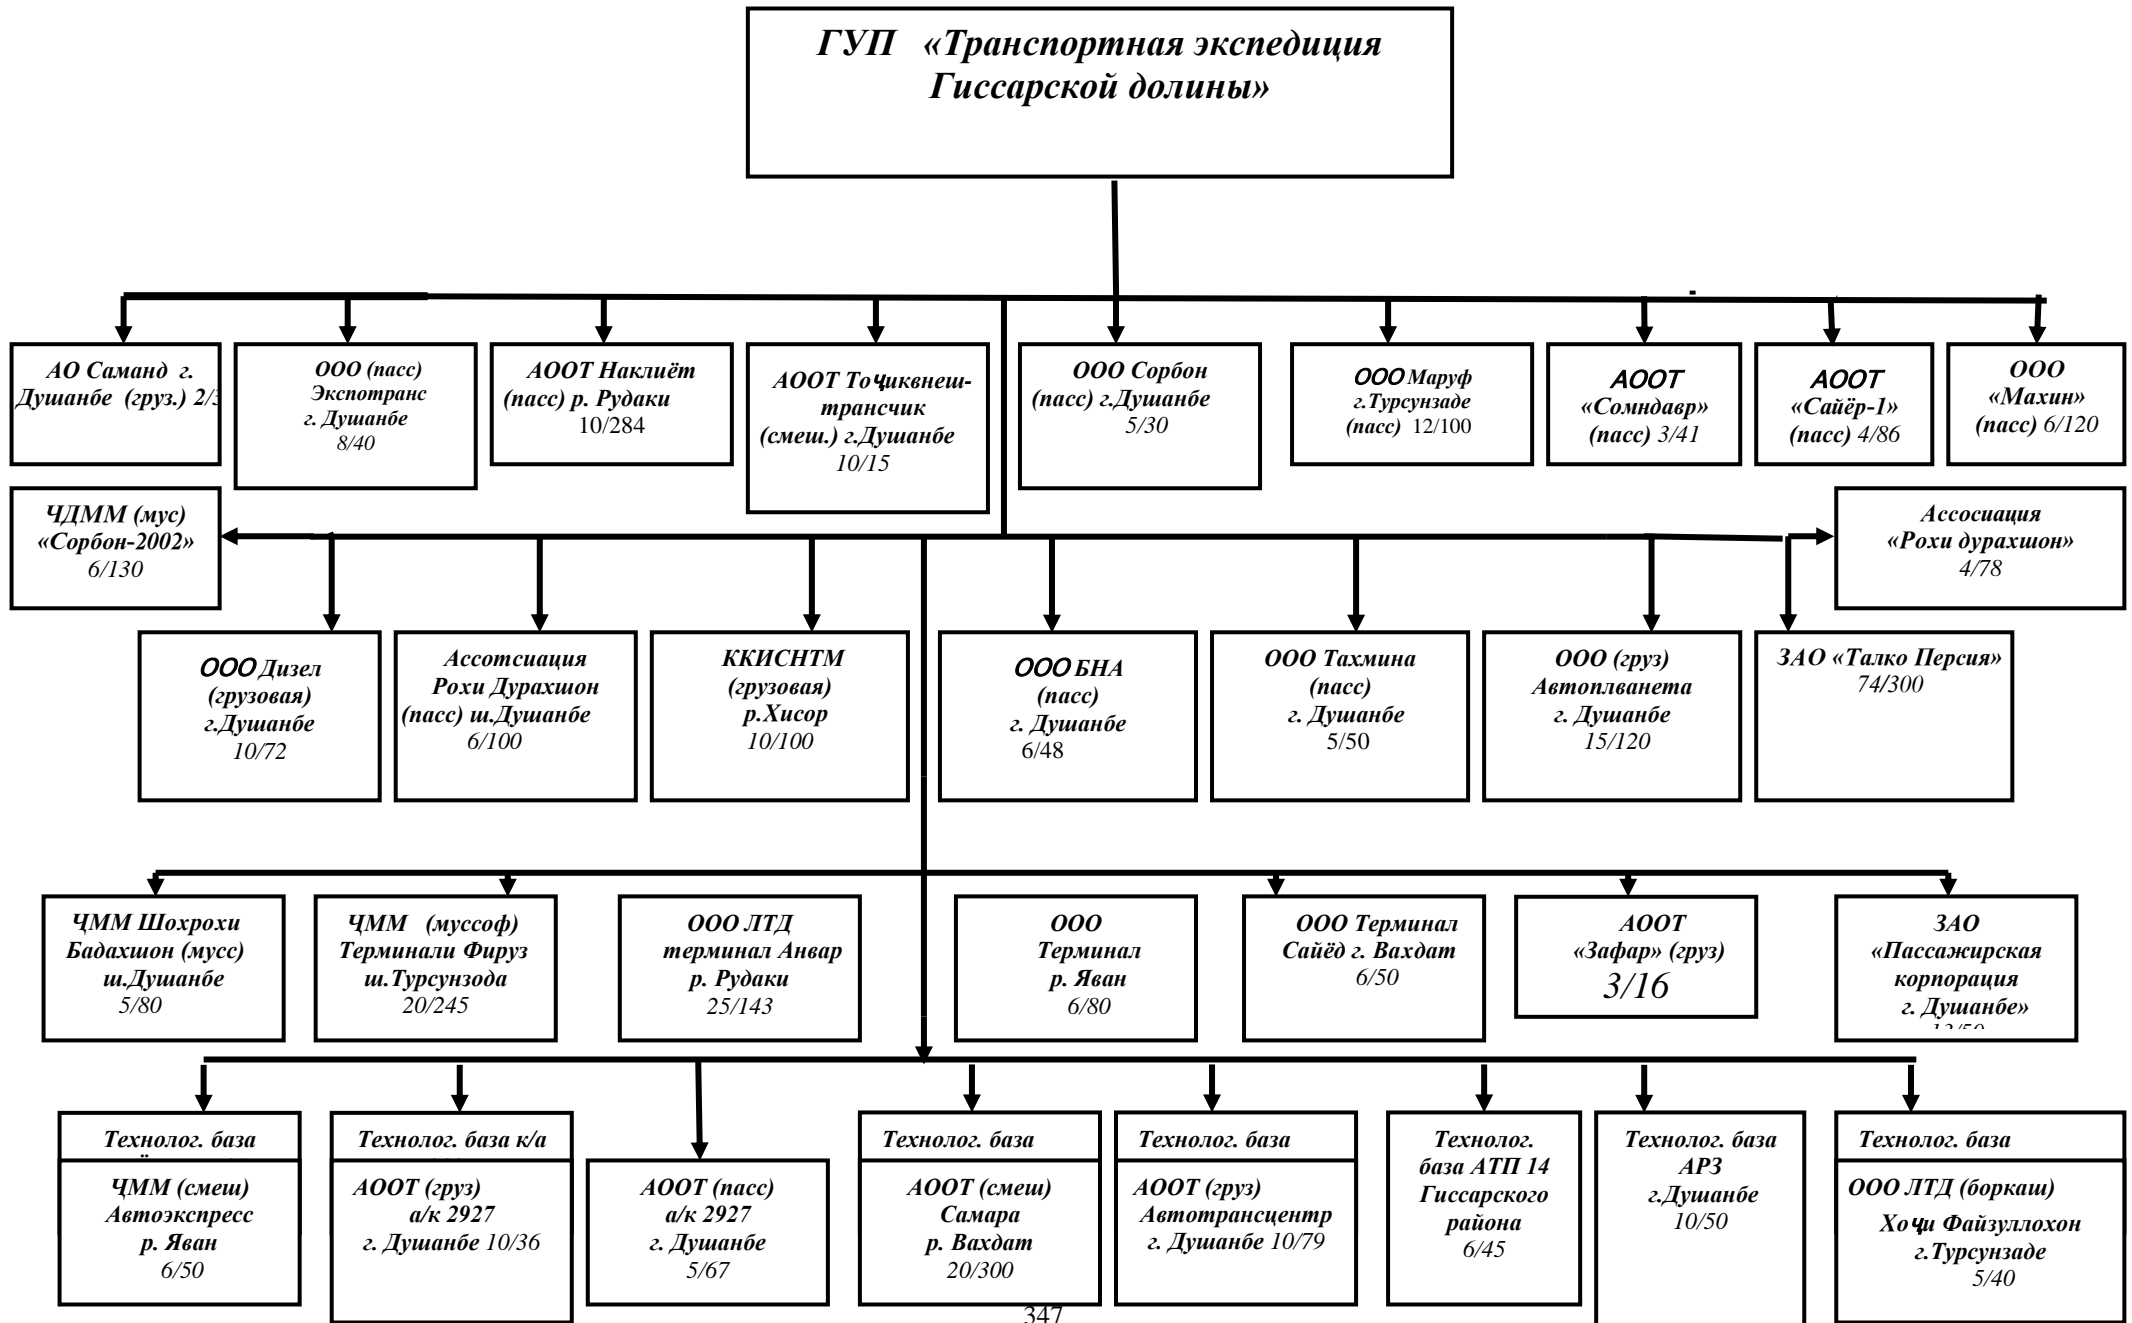 ГУП «Транспортная экспедиция
Гиссарской долины»
АО Саманд г.
Душанбе (груз.) 2/3
ООО (пасс)
Экспотранс
г. Душанбе
8/40
АООТ Наклиёт
(пасс) р. Рудаки
10/284
АООТ Тоҷиквнеш-
трансчик
(смеш.) г.Душанбе
10/15
ООО Сорбон
(пасс) г.Душанбе
5/30
ООО Маруф
г.Турсунзаде
(пасс) 12/100
АООТ
«Сомндавр»
(пасс) 3/41
АООТ
«Сайёр-1»
(пасс) 4/86
ООО
«Махин»
(пасс) 6/120
ЧДММ (мус)
«Сорбон-2002»
6/130
Ассосиация
«Рохи дурахшон»
4/78
ООО Дизел
(грузовая)
г.Душанбе
10/72
Ассотсиация
Рохи Дурахшон
(пасс) ш.Душанбе
6/100
ККИСНТМ
(грузовая)
р.Хисор
10/100
ООО БНА
(пасс)
г. Душанбе
6/48
ООО Тахмина
(пасс)
г. Душанбе
5/50
ООО (груз)
Автоплванета
г. Душанбе
15/120
ЗАО «Талко Персия»
74/300
ҶММ Шохрохи
Бадахшон (мусс)
ш.Душанбе
5/80
ҶММ (муссоф)
Терминали Фируз
ш.Турсунзода
20/245
ООО ЛТД
терминал Анвар
р. Рудаки
25/143
ООО
Терминал
р. Яван
6/80
ООО Терминал
Сайёд г. Вахдат
6/50
АООТ
«Зафар» (груз)
3/16
ЗАО
«Пассажирская
корпорация
г. Душанбе»
Технолог. база
ҶММ (смеш)
Автоэкспресс
р. Яван
6/50
Технолог. база к/а
АООТ (груз)
а/к 2927
г. Душанбе 10/36
АООТ (пасс)
а/к 2927
г. Душанбе
5/67
Технолог. база
АООТ (смеш)
Самара
р. Вахдат
20/300
Технолог. база
АООТ (груз)
Автотрансцентр
г. Душанбе 10/79
Технолог.
база АТП 14
Гиссарского
района
6/45
Технолог. база
АРЗ
г.Душанбе
10/50
Технолог. база
ООО ЛТД (боркаш)
Хоҷи Файзуллохон
г.Турсунзаде
5/40
347